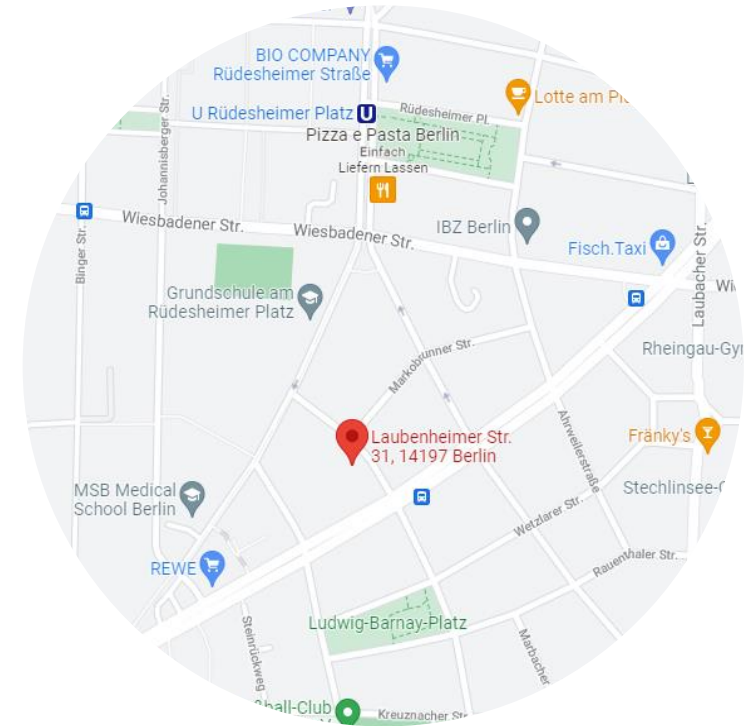 BIO COMPANY
Rüdesheimer Straße
Lotte am
U Rüdesheimer Platz
U
Rüdesheimer Pl.
Pizza e Pasta Berlin
Einfach
Liefern Lassen
Johannisberger Str.
Wiesbadener Str.
Wiesbadener Str.
IBZ Berlin
Fisch.Taxi
Binger Str.
Laubacher Str.
Grundschule am
Rüdesheimer Platz
Markobrunner Str.
Rheingau-Gy
Laubenheimer Str.
31, 14197 Berlin
Ahrweilerstraße
Fränky's
MSB Medical
School Berlin
Stechlinsee-
Wetzlarer Str.
REWE
Rauenthaler Str.
Ludwig-Barnay-Platz
Steinrückweg
Marbacher
ball-Club
Kreuznacher Str